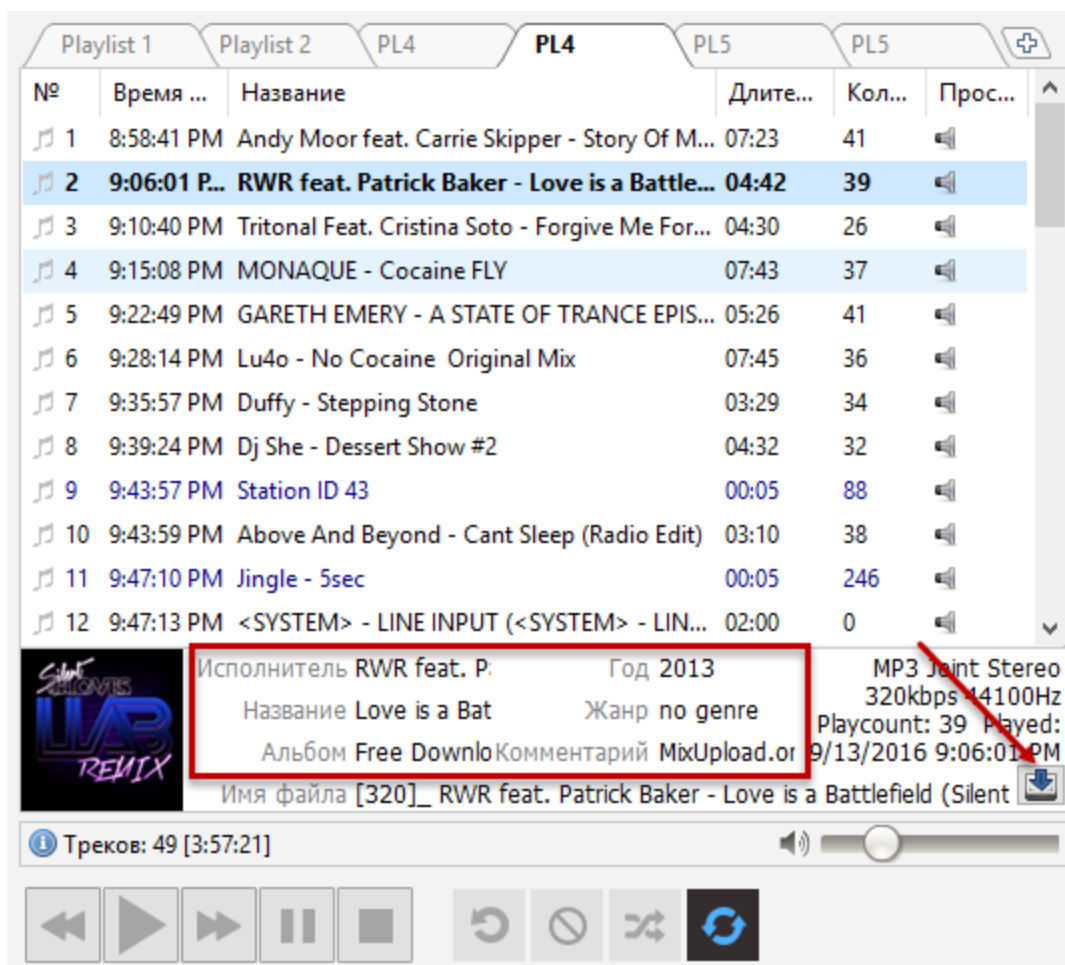 Playlist 1 Playlist 2 PL4 PL4 PL5 PL5
№ Время ... Название Длите... Кол... Прос...
1 8:58:41 PM Andy Moor feat. Carrie Skipper - Story Of M... 07:23 41
2 9:06:01 P... RWR feat. Patrick Baker - Love is a Battle... 04:42 39
3 9:10:40 PM Tritonal Feat. Cristina Soto - Forgive Me For... 04:30 26
4 9:15:08 PM MONAQUE - Cocaine FLY 07:43 37
5 9:22:49 PM GARETH EMERY - A STATE OF TRANCE EPIS... 05:26 41
6 9:28:14 PM Lu4o - No Cocaine  Original Mix 07:45 36
7 9:35:57 PM Duffy - Stepping Stone 03:29 34
8 9:39:24 PM Dj She - Dessert Show #2 04:32 32
9 9:43:57 PM Station ID 43 00:05 88
10 9:43:59 PM Above And Beyond - Cant Sleep (Radio Edit) 03:10 38
11 9:47:10 PM Jingle - 5sec 00:05 246
12 9:47:13 PM <SYSTEM> - LINE INPUT (<SYSTEM> - LIN... 02:00 0
Silent
GLOVES
LIAB
REMIX
Исполнитель RWR feat. P Год 2013
Название Love is a Bat Жанр no genre
Альбом Free Downlo Комментарий MixUpload.or
MP3 Joint Stereo
320kbps 44100Hz
Playcount: 39 Played:
9/13/2016 9:06:01 PM
Имя файла [320]_ RWR feat. Patrick Baker - Love is a Battlefield (Silent
Треков: 49 [3:57:21]